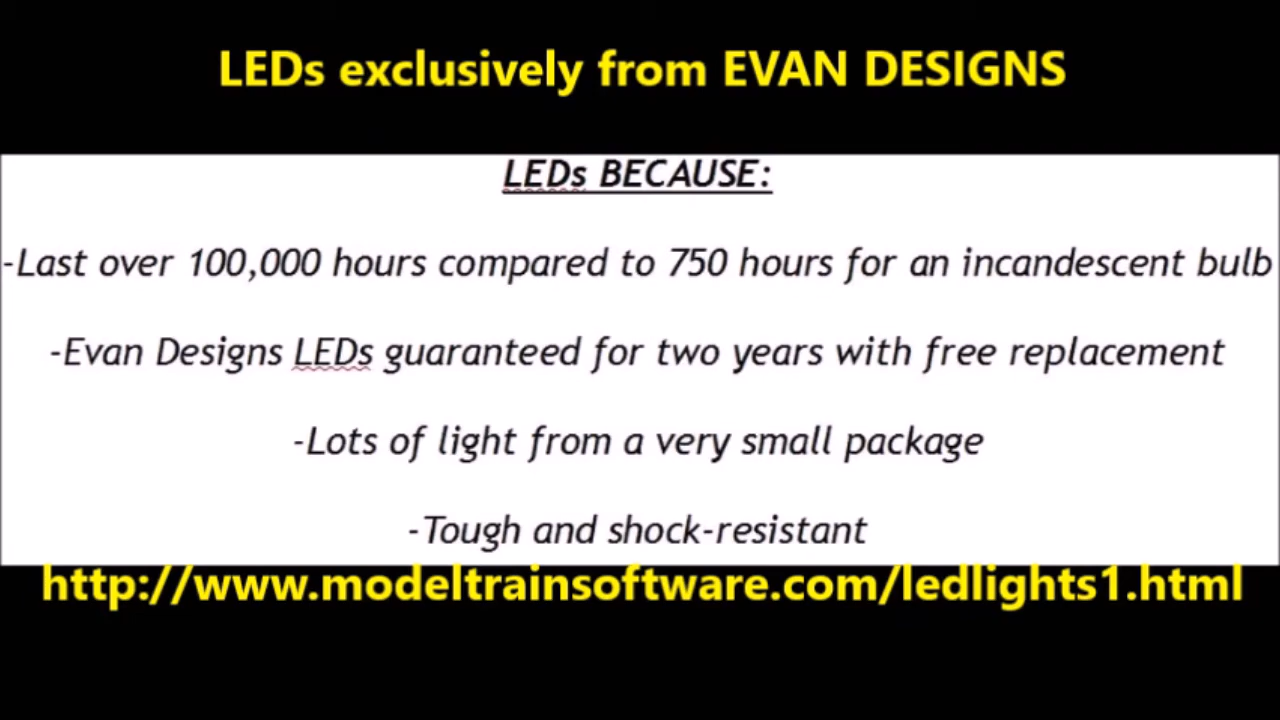 LEDs exclusively from EVAN DESIGNS
LEDs BECAUSE:
-Last over 100,000 hours compared to 750 hours for an incandescent bulb
-Evan Designs LEDs guaranteed for two years with free replacement
-Lots of light from a very small package
-Tough and shock-resistant
http://www.modeltrainsoftware.com/ledlights1.html